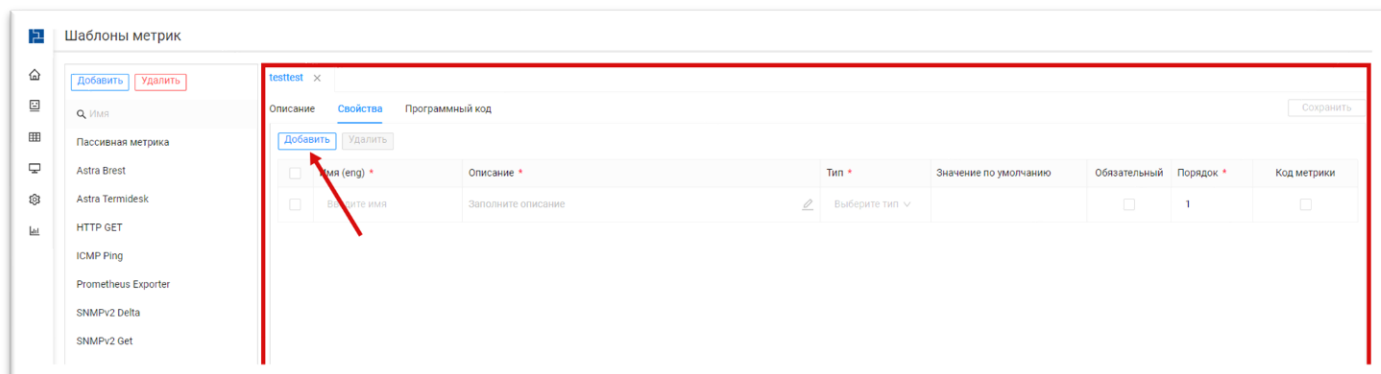 Шаблоны метрик
Добавить Удалить
Имя
Пассивная метрика
Astra Brest
Astra Termidesk
HTTP GET
ICMP Ping
Prometheus Exporter
SNMPv2 Delta
SNMPv2 Get
testtest ×
Описание Свойства Программный код Сохранить
Добавить Удалить
Имя (eng) * Описание * Тип * Значение по умолчанию Обязательный Порядок * Код метрики
Введите имя Заполните описание Выберите тип 1